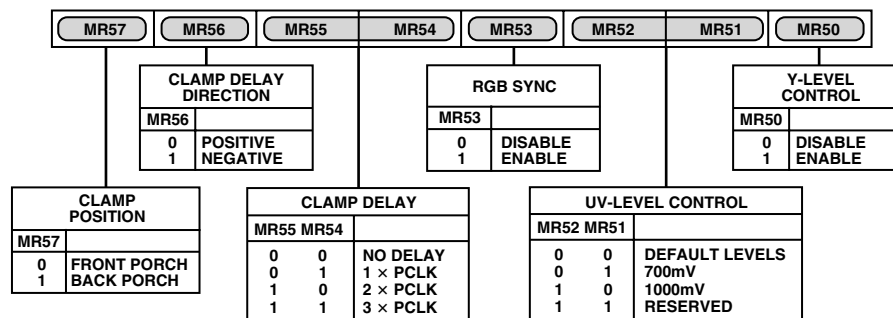 MR57 MR56 MR55 MR54 MR53 MR52 MR51 MR50
CLAMP DELAY
DIRECTION
MR56
0 POSITIVE
1 NEGATIVE
RGB SYNC
MR53
0 DISABLE
1 ENABLE
Y-LEVEL
CONTROL
MR50
0 DISABLE
1 ENABLE
CLAMP
POSITION
MR57
0 FRONT PORCH
1 BACK PORCH
CLAMP DELAY
MR55 MR54
0 0 NO DELAY
0 1 1 × PCLK
1 0 2 × PCLK
1 1 3 × PCLK
UV-LEVEL CONTROL
MR52 MR51
0 0 DEFAULT LEVELS
0 1 700mV
1 0 1000mV
1 1 RESERVED